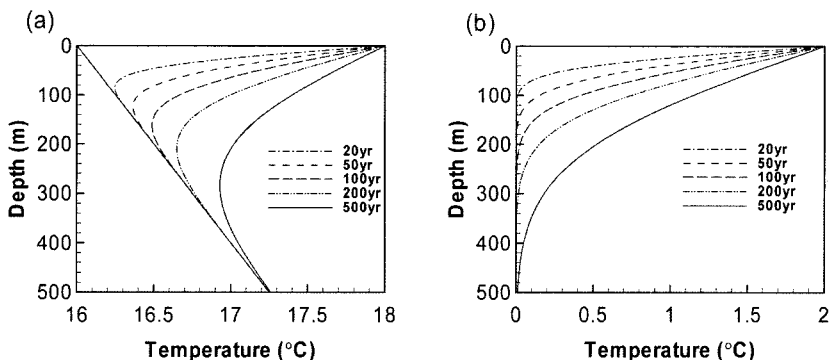 (a)
0
100
200
300
400
500
Depth (m)
20yr
50yr
100yr
200yr
500yr
16
16.5
17
17.5
18
Temperature (°C)
(b)
0
100
200
300
400
500
Depth (m)
20yr
50yr
100yr
200yr
500yr
0
0.5
1
1.5
2
Temperature (°C)